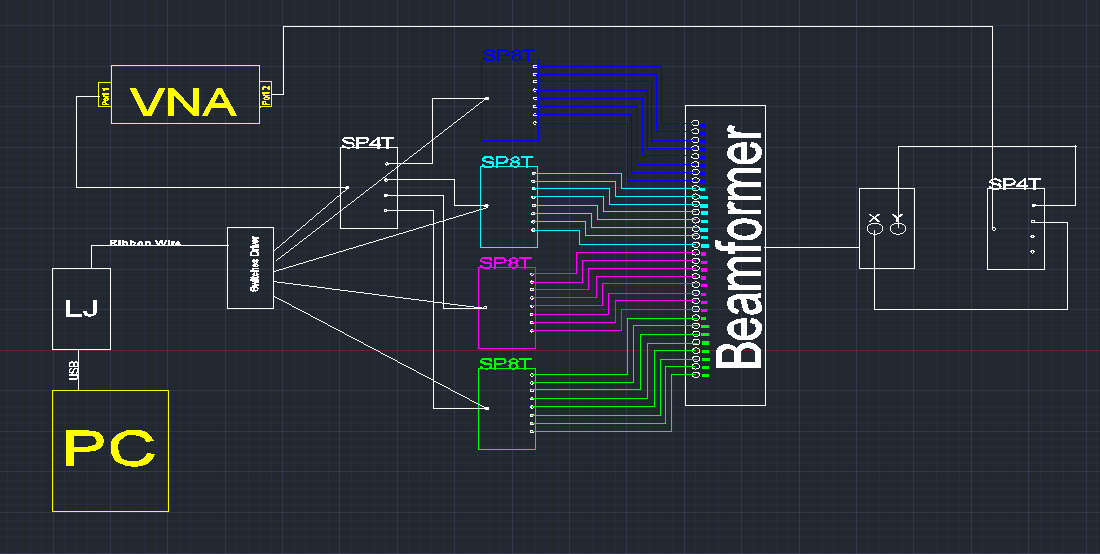 SP8T
VNA
Port1
Port2
SP4T
SP8T
SP4T
X Y
Ribbon Wire
Switches Driver
Beamformer
SP8T
LJ
USB
SP8T
PC